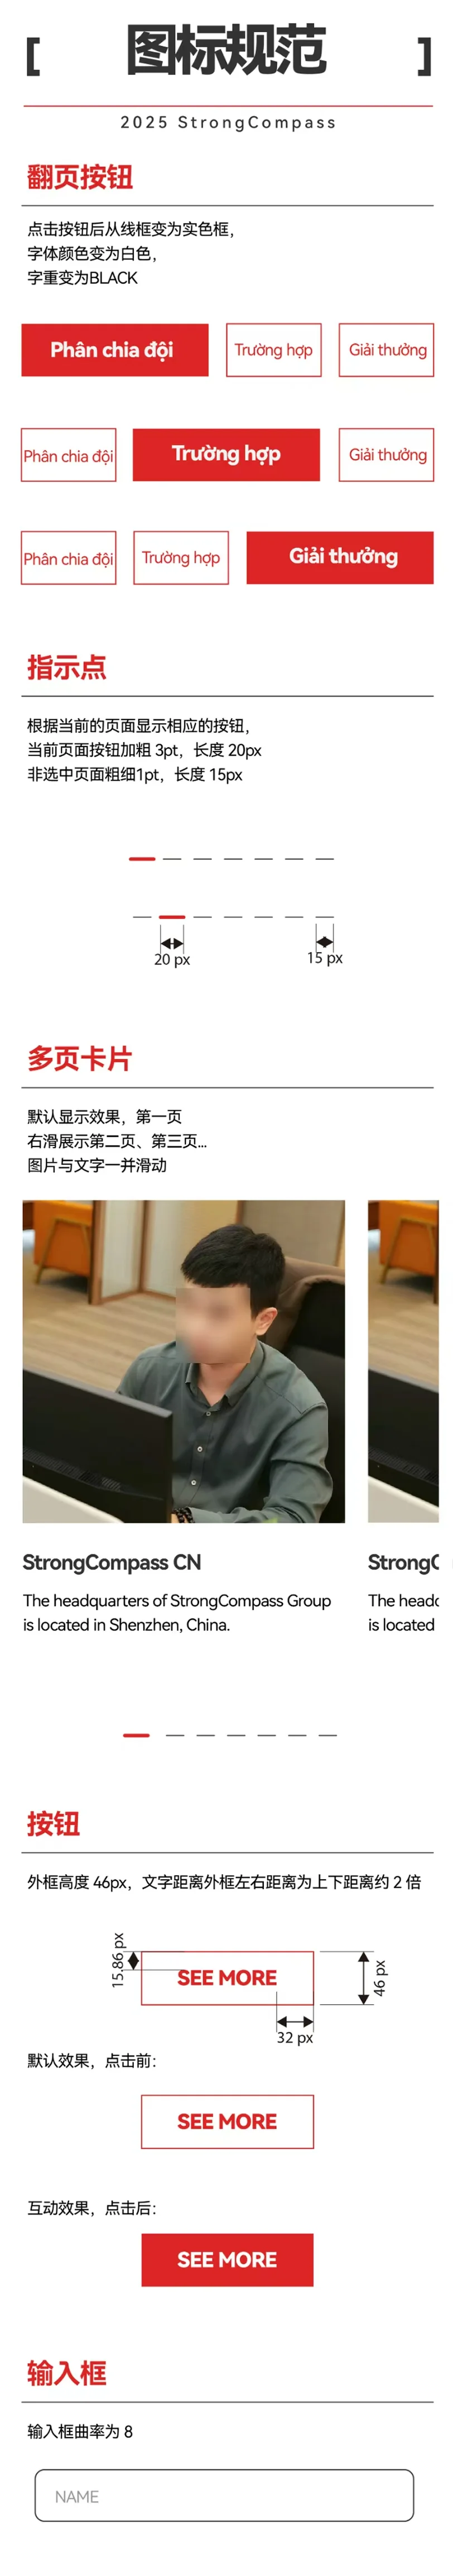 [ 图标规范 ]
2025 StrongCompass
翻页按钮
点击按钮后从线框变为实色框，
字体颜色变为白色，
字重变为BLACK
Phân chia đội Trường hợp Giải thưởng
Phân chia đội Trường hợp Giải thưởng
Phân chia đội Trường hợp Giải thưởng
指示点
根据当前的页面显示相应的按钮，
当前页面按钮加粗 3pt，长度 20px
非选中页面粗细1pt，长度 15px
20 px 15 px
多页卡片
默认显示效果，第一页
右滑展示第二页、第三页...
图片与文字一并滑动
StrongCompass CN StrongC
The headquarters of StrongCompass Group The headq
is located in Shenzhen, China. is located
按钮
外框高度 46px，文字距离外框左右距离为上下距离约 2 倍
15.86 px SEE MORE 46 px
32 px
默认效果，点击前：
SEE MORE
互动效果，点击后：
SEE MORE
输入框
输入框曲率为 8
NAME